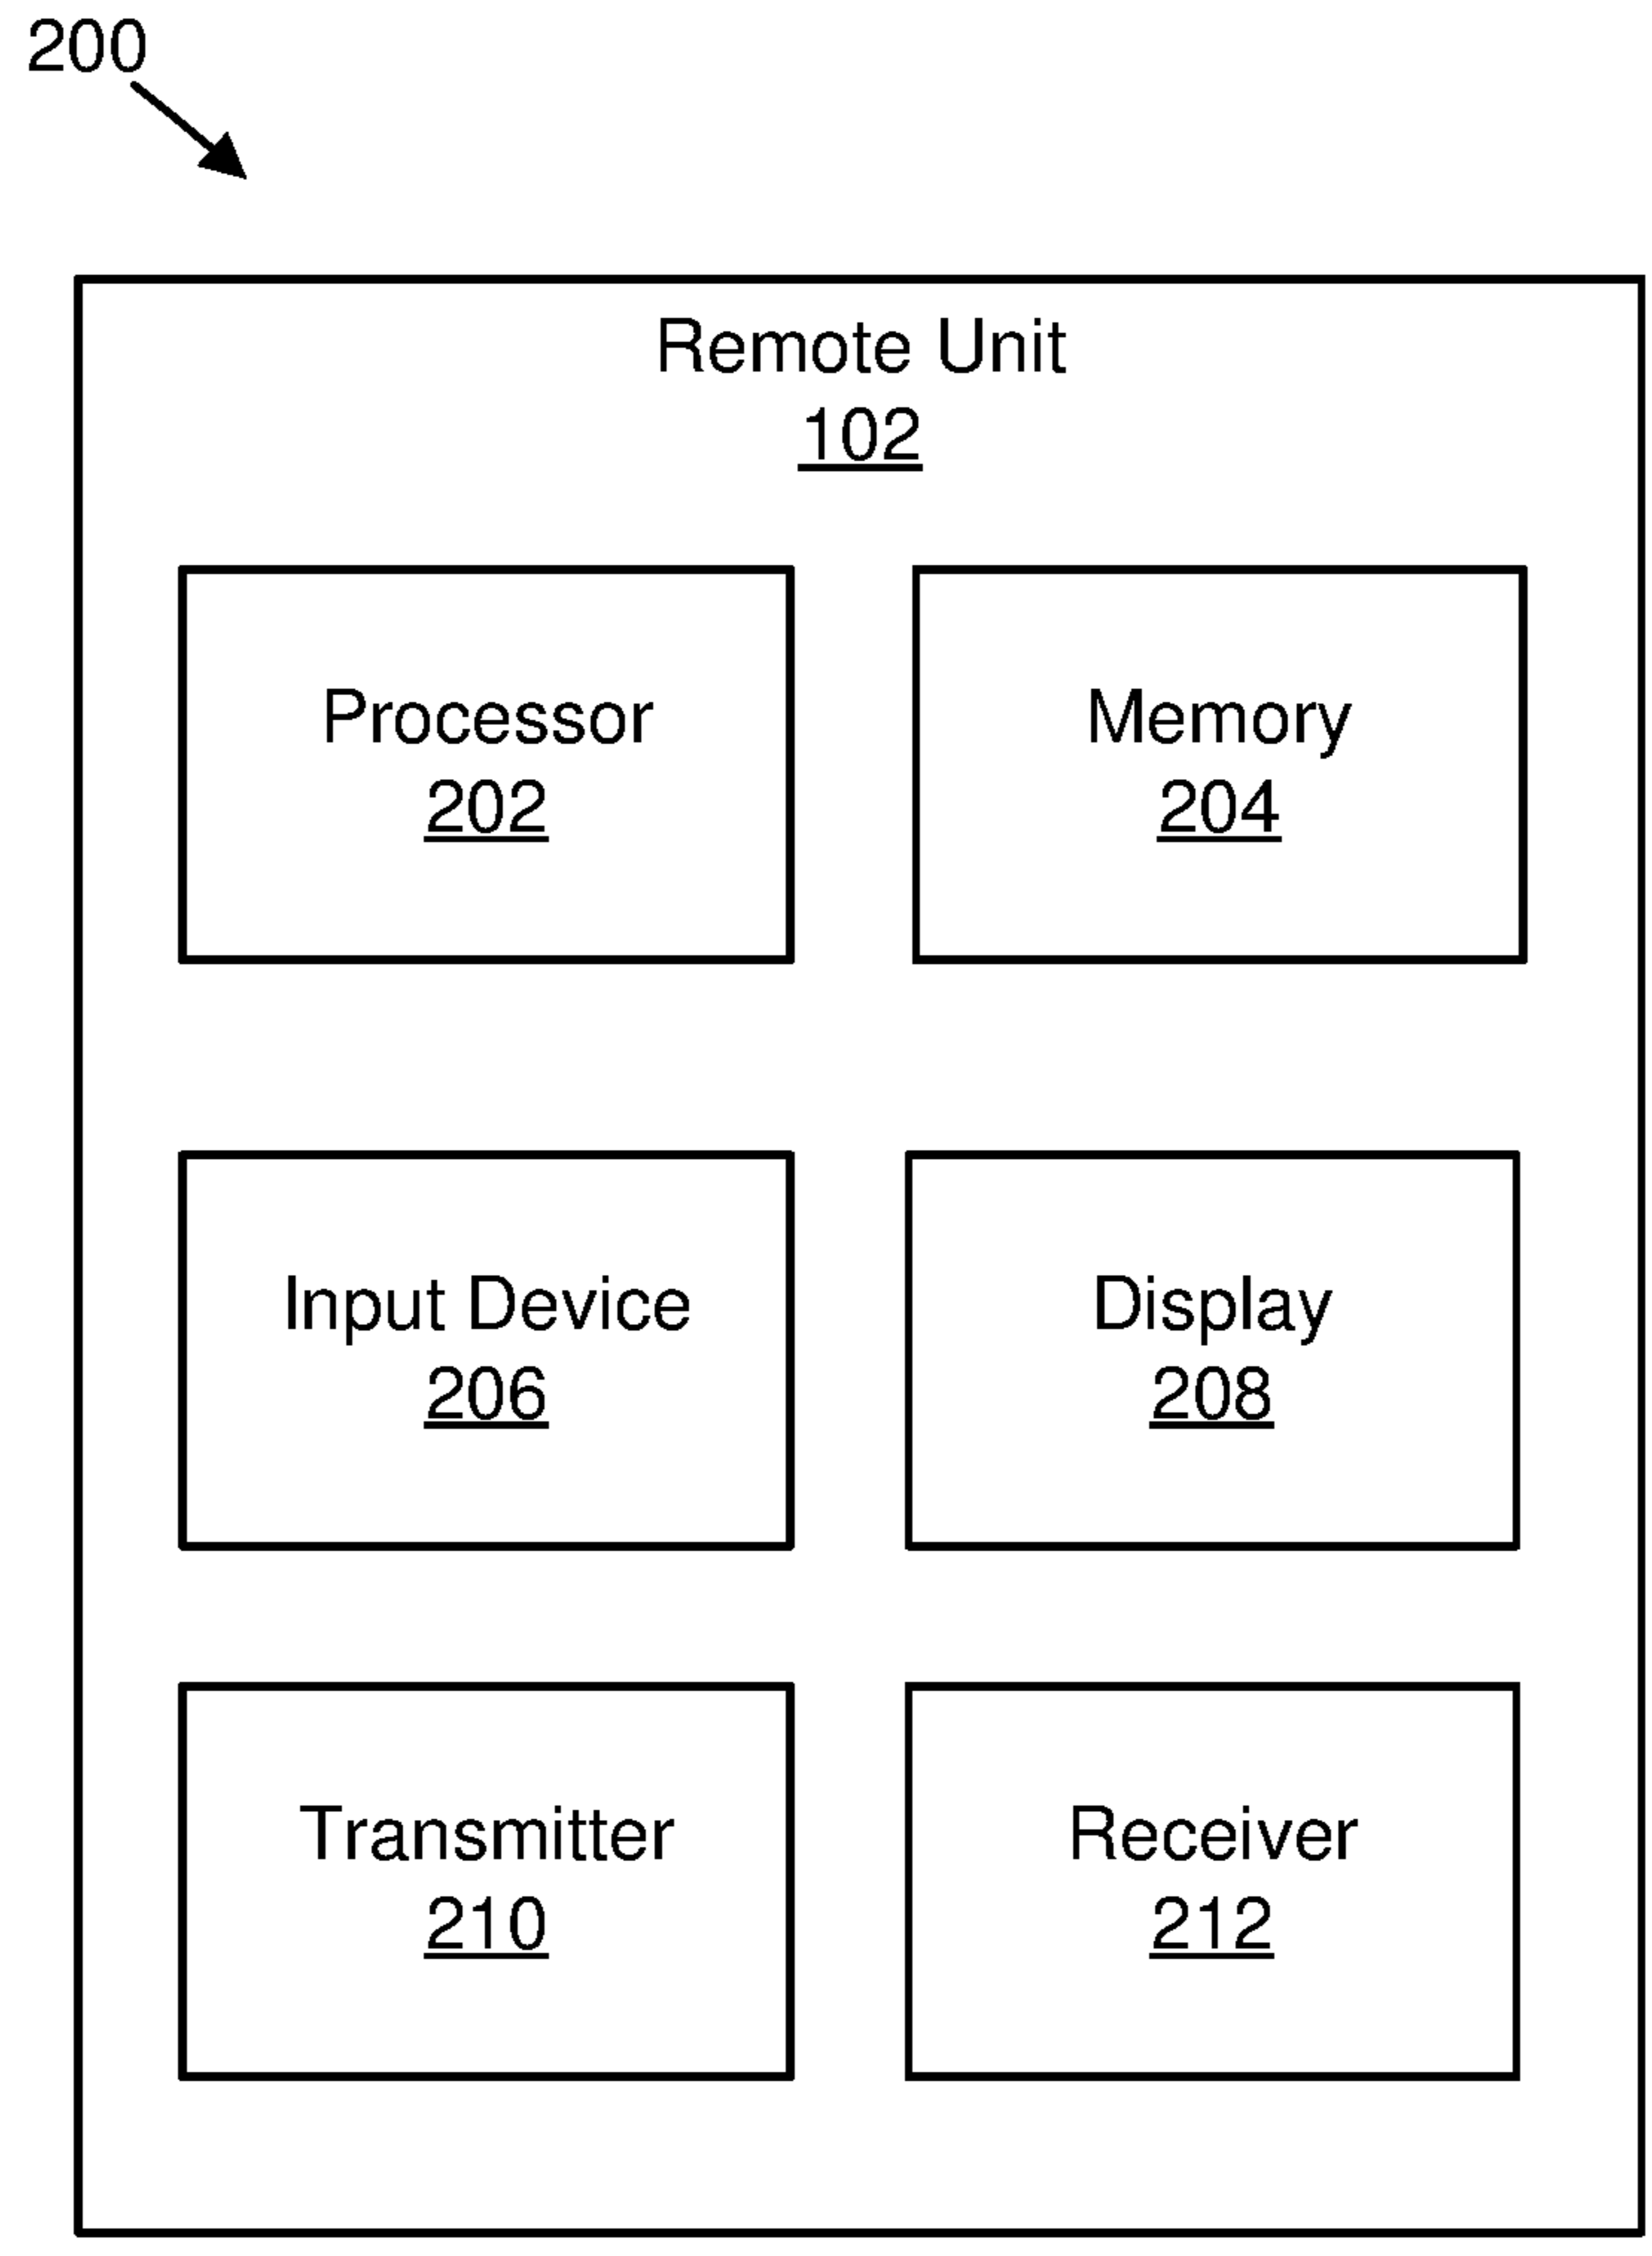 200
Remote Unit
102
Processor
202
Memory
204
Input Device
206
Display
208
Transmitter
210
Receiver
212